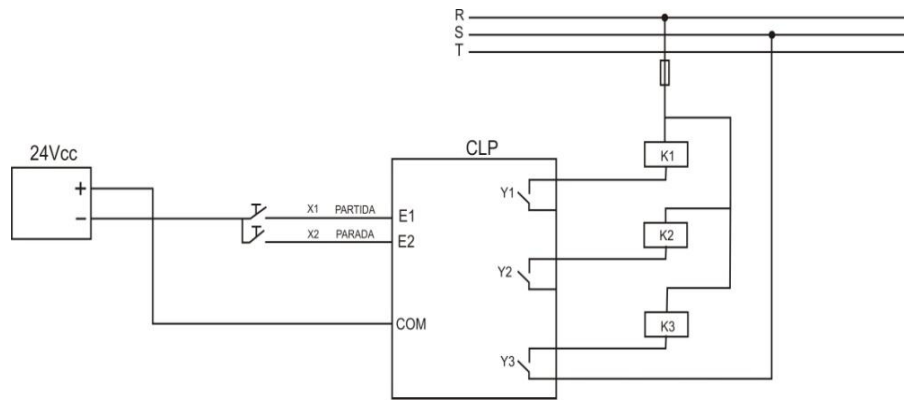 R
S
T
CLP
24Vcc
K1
+
Y1
-
X1 PARTIDA E1
X2 PARADA E2
K2
Y2
COM
K3
Y3